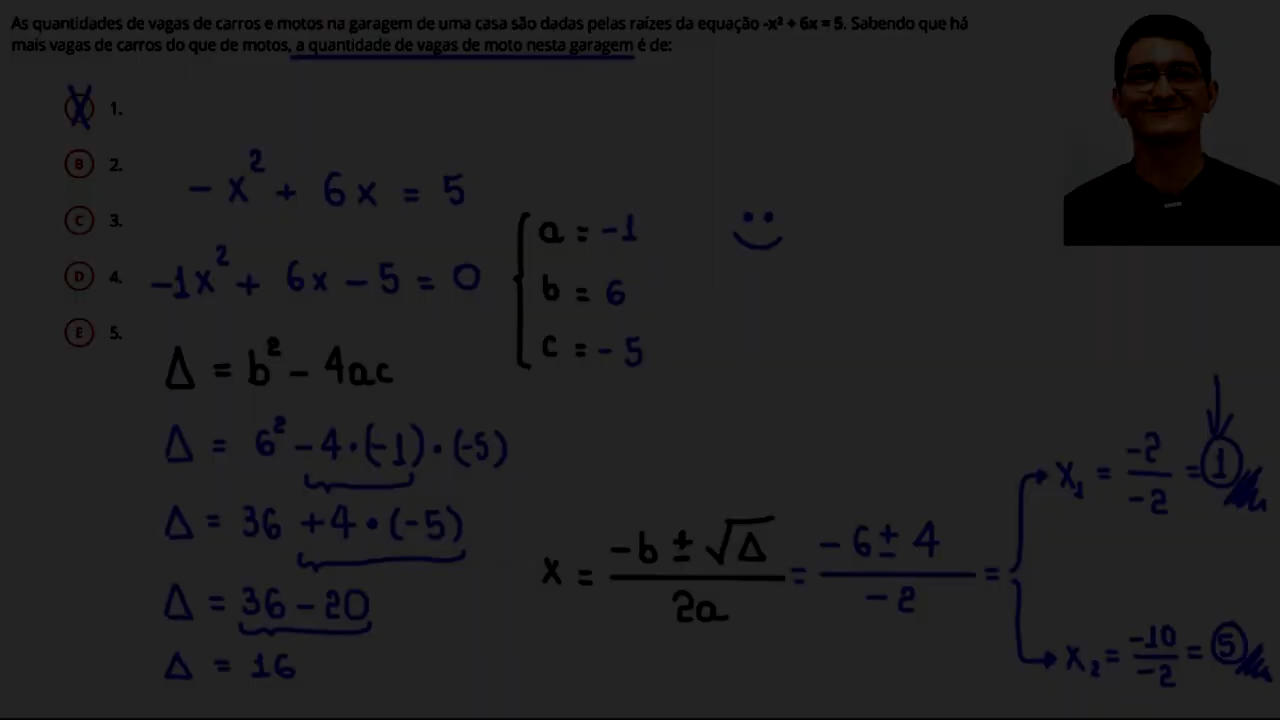 As quantidades de vagas de carros e motos na garagem de uma casa são dadas pelas raízes da equação -x² + 6x = 5. Sabendo que há
mais vagas de carros do que de motos, a quantidade de vagas de moto nesta garagem é de:
1.
B 2.
- x² + 6x = 5
C 3.
a = -1
D 4.
-1x² + 6x - 5 = 0
b = 6
E 5.
c = -5
Δ = b² - 4ac
Δ = 6² - 4·(-1)·(-5)
Δ = 36 + 4·(-5)
Δ = 36 - 20
Δ = 16
x = (-b ± √Δ)/2a = (-6 ± 4)/-2 =
x₁ = -2/-2 = 1
x₂ = -10/-2 = 5